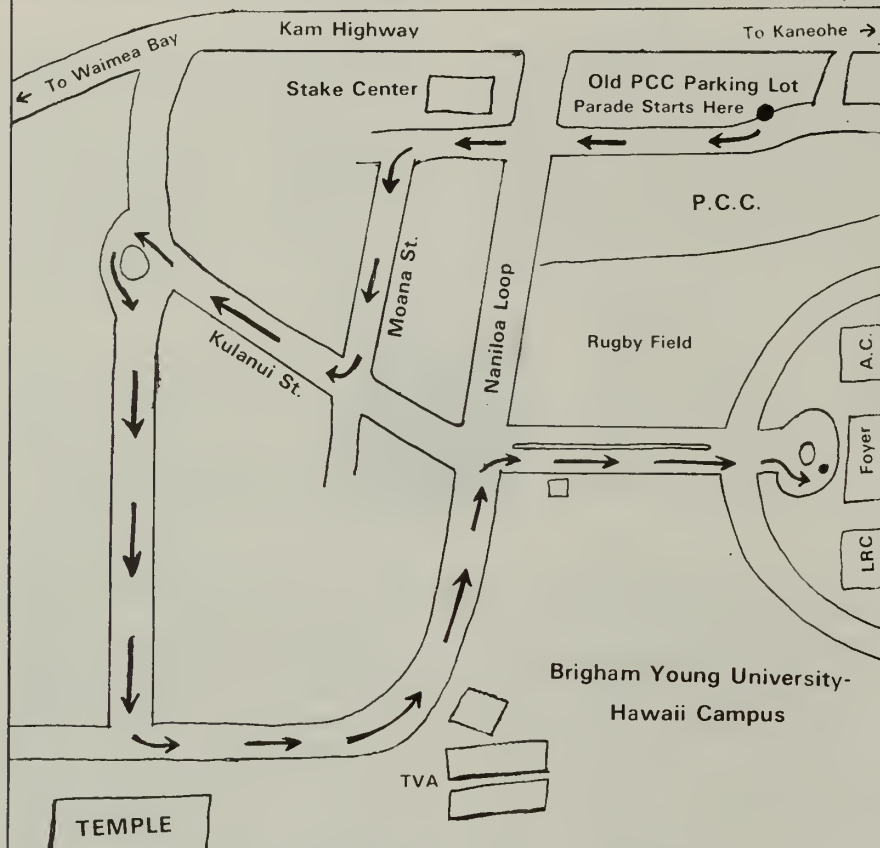 ← To Waimea Bay
Kam Highway
To Kaneohe →
Stake Center
Old PCC Parking Lot
Parade Starts Here
P.C.C.
Moana St.
Naniloa Loop
Kulanui St.
Rugby Field
A.C.
Foyer
LRC
Brigham Young University-
Hawaii Campus
TVA
TEMPLE